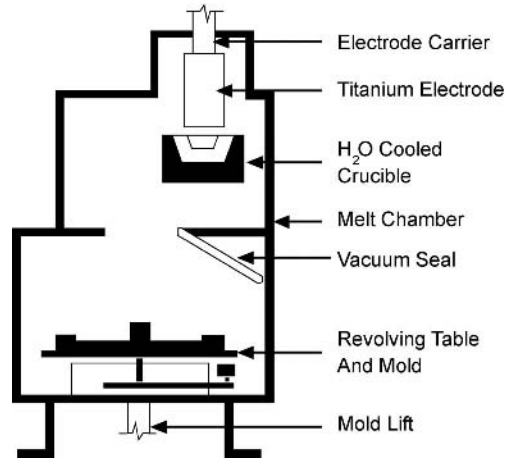 Electrode Carrier
Titanium Electrode
H₂O Cooled
Crucible
Melt Chamber
Vacuum Seal
Revolving Table
And Mold
Mold Lift